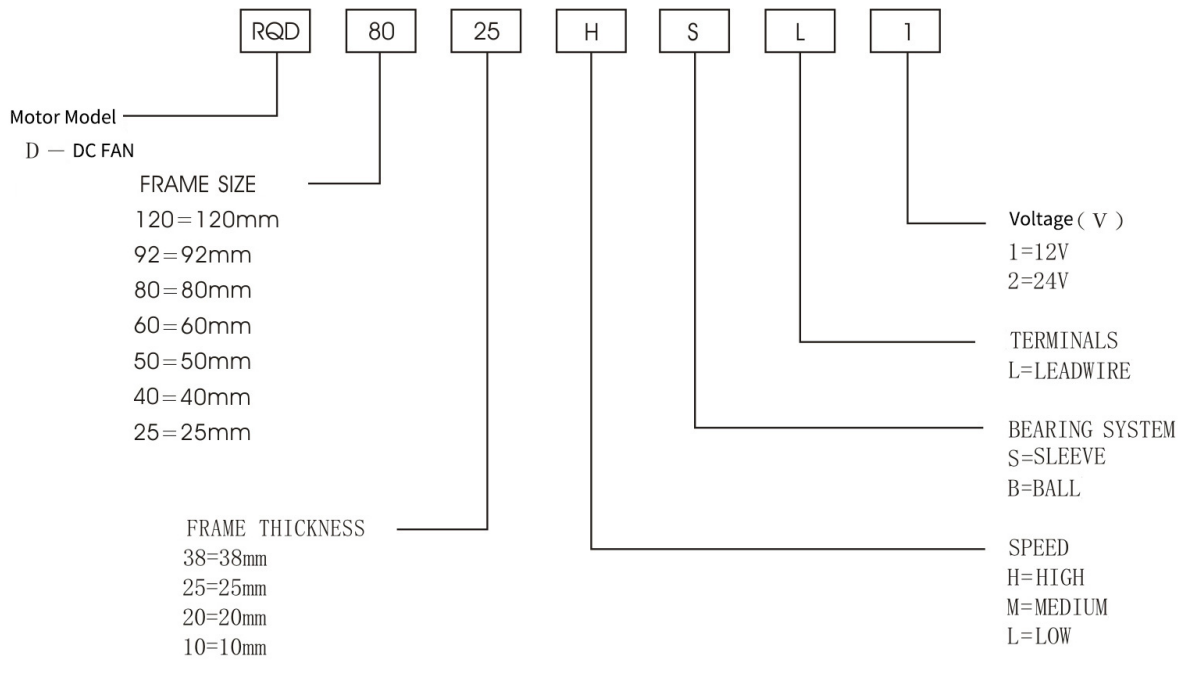 RQD 80 25 H S L 1
Motor Model
D — DC FAN
FRAME SIZE
120=120mm
92=92mm
80=80mm
60=60mm
50=50mm
40=40mm
25=25mm
FRAME THICKNESS
38=38mm
25=25mm
20=20mm
10=10mm
Voltage( V )
1=12V
2=24V
TERMINALS
L=LEADWIRE
BEARING SYSTEM
S=SLEEVE
B=BALL
SPEED
H=HIGH
M=MEDIUM
L=LOW